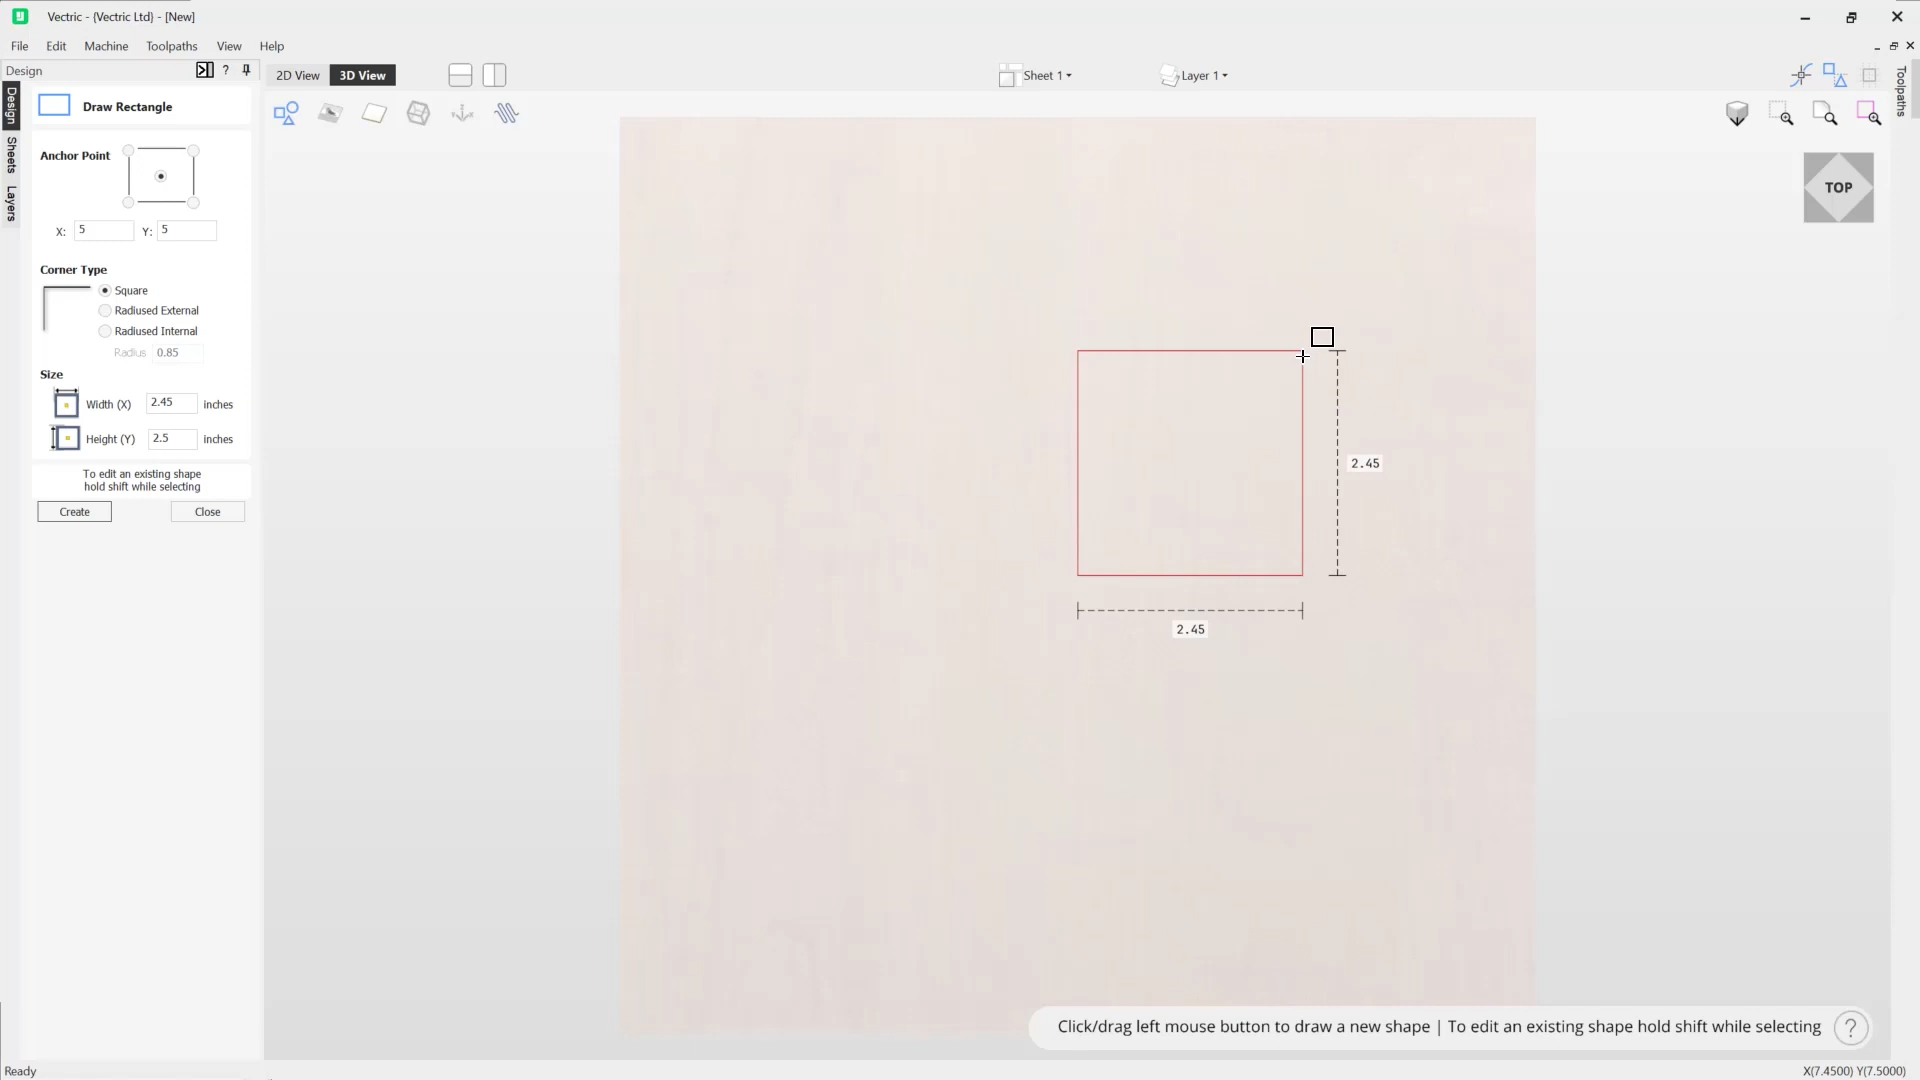 Vectric - {Vectric Ltd} - [New]
File Edit Machine Toolpaths View Help
Design
2D View 3D View
Sheet 1
Layer 1
Toolpaths
Design
Sheets
Layers
Draw Rectangle
Anchor Point
X: 5 Y: 5
Corner Type
Square
Radiused External
Radiused Internal
Radius 0.85
Size
Width (X) 2.45 inches
Height (Y) 2.5 inches
To edit an existing shape
hold shift while selecting
Create Close
TOP
2.45
2.45
Click/drag left mouse button to draw a new shape | To edit an existing shape hold shift while selecting ?
Ready
X(7.4500) Y(7.5000)